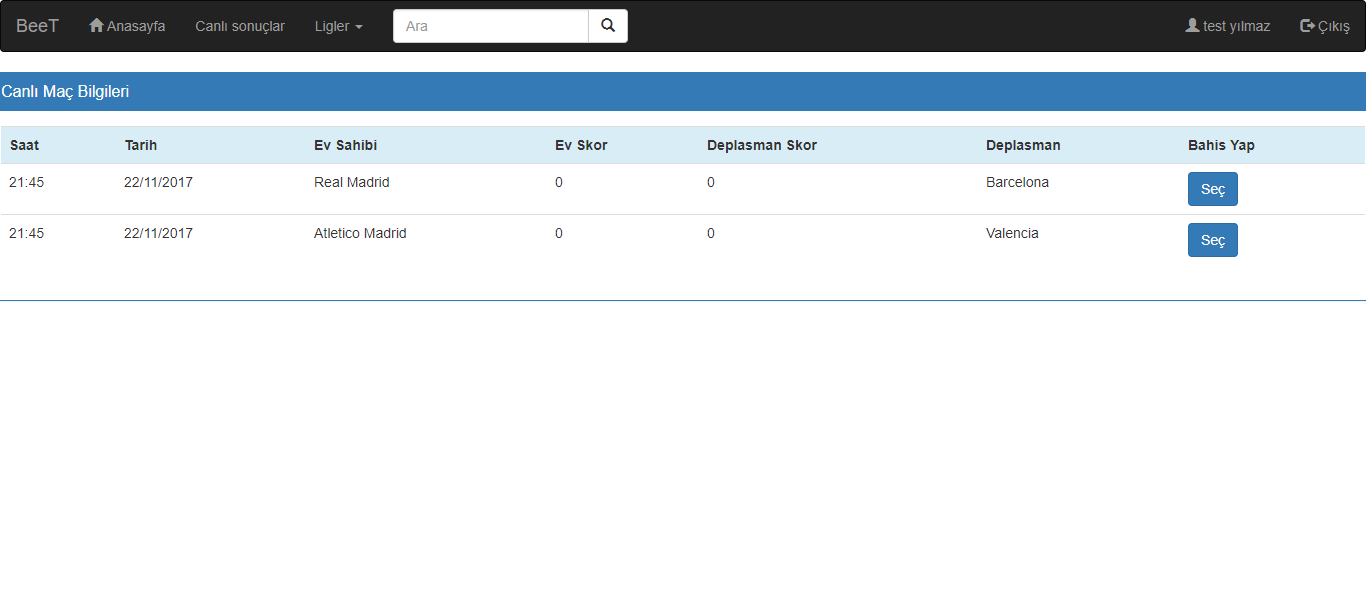 BeeT Anasayfa Canlı sonuçlar Ligler Ara test yılmaz Çıkış
Canlı Maç Bilgileri
Saat Tarih Ev Sahibi Ev Skor Deplasman Skor Deplasman Bahis Yap
21:45 22/11/2017 Real Madrid 0 0 Barcelona Seç
21:45 22/11/2017 Atletico Madrid 0 0 Valencia Seç